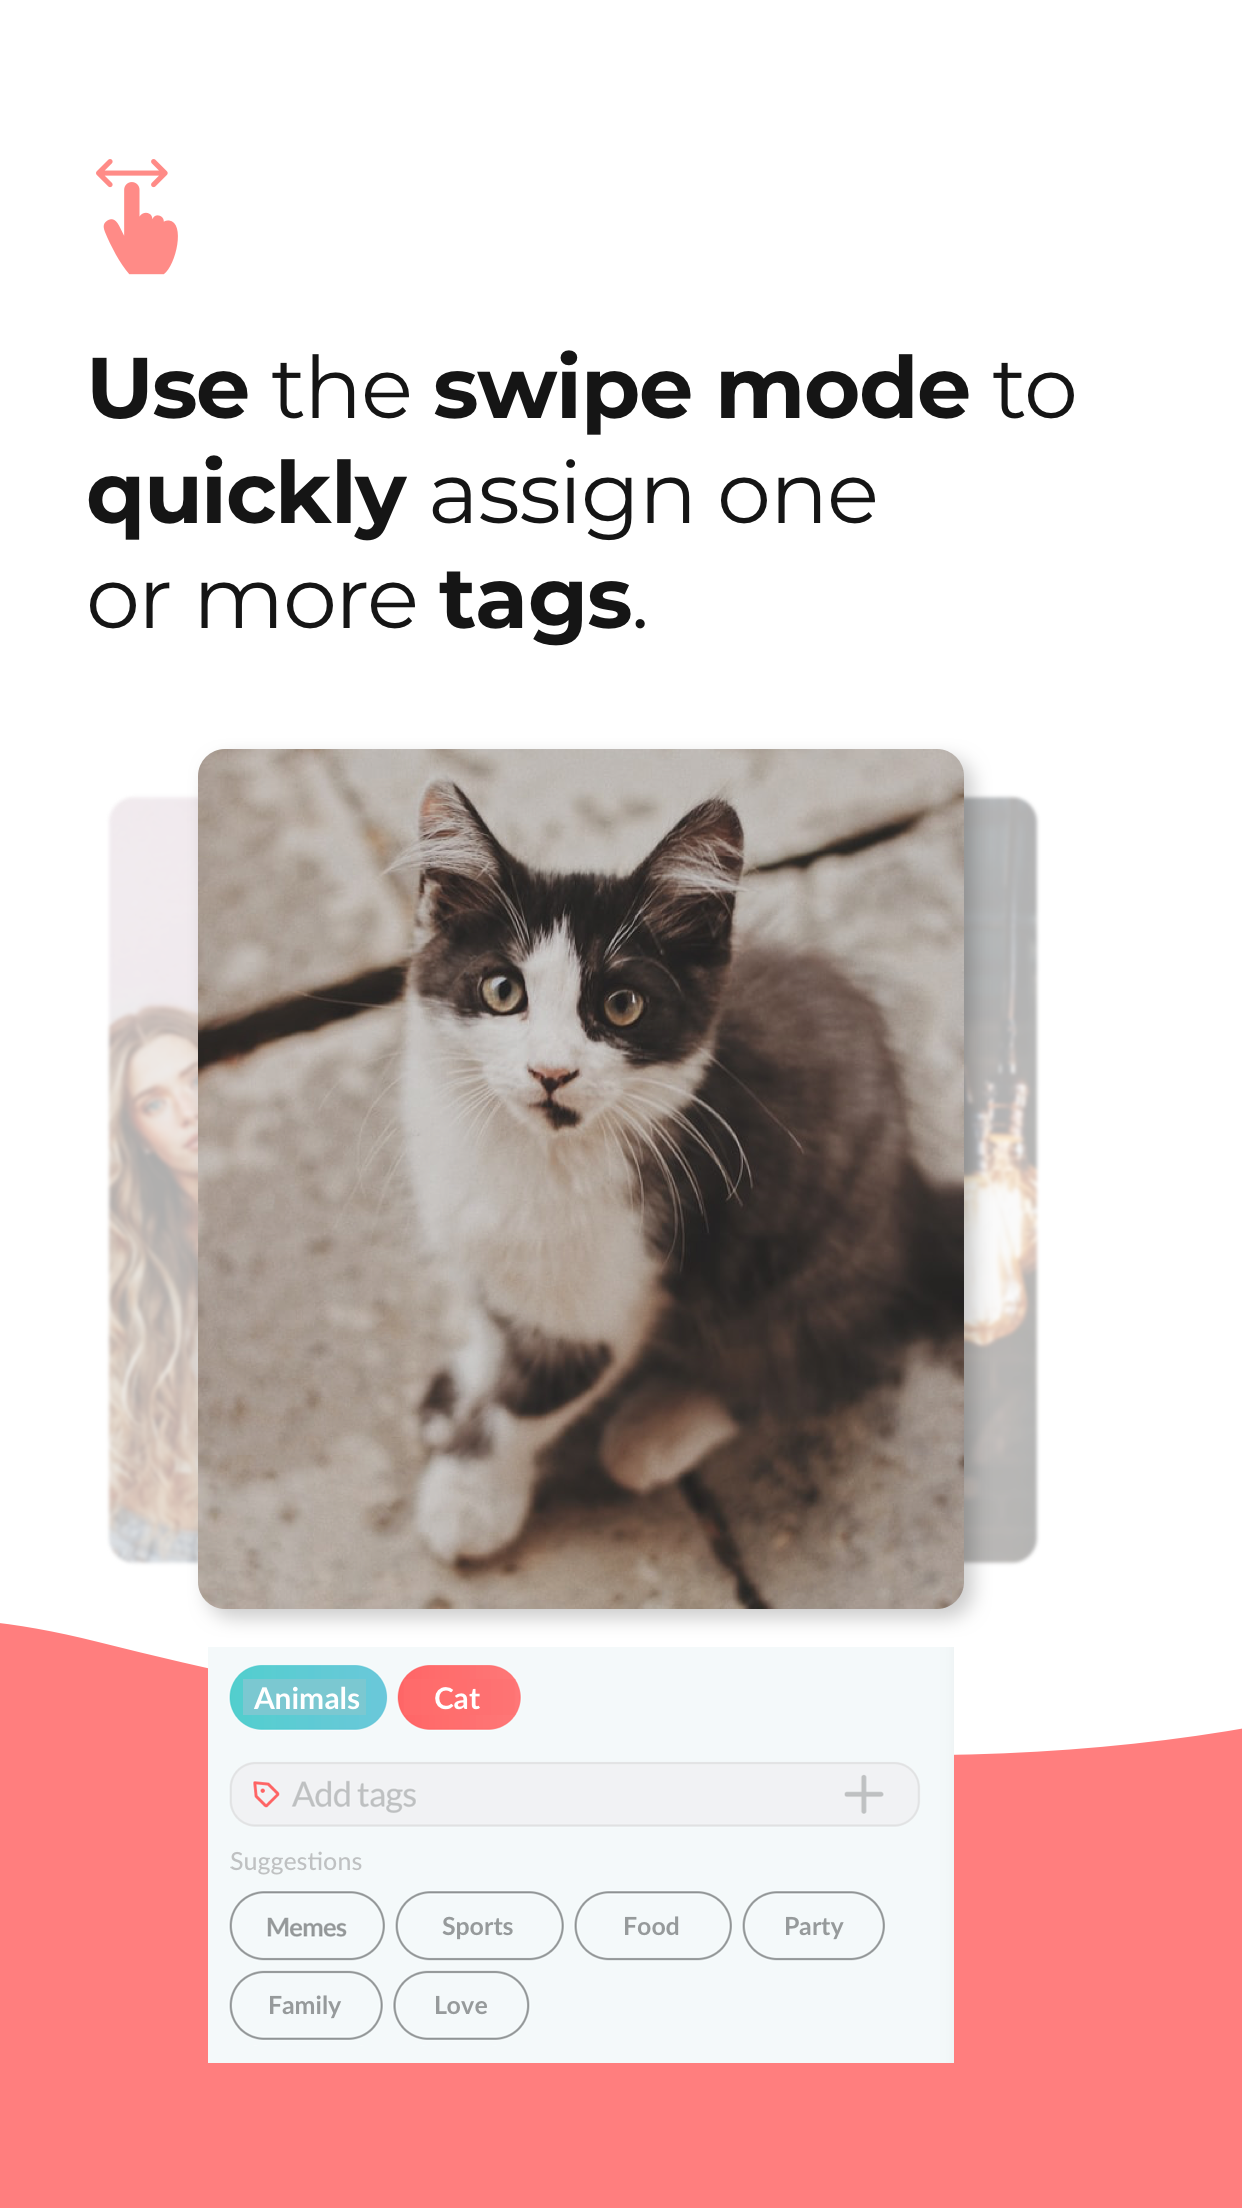 Use the swipe mode to
quickly assign one
or more tags.
Animals Cat
Add tags
Suggestions
Memes Sports Food Party
Family Love